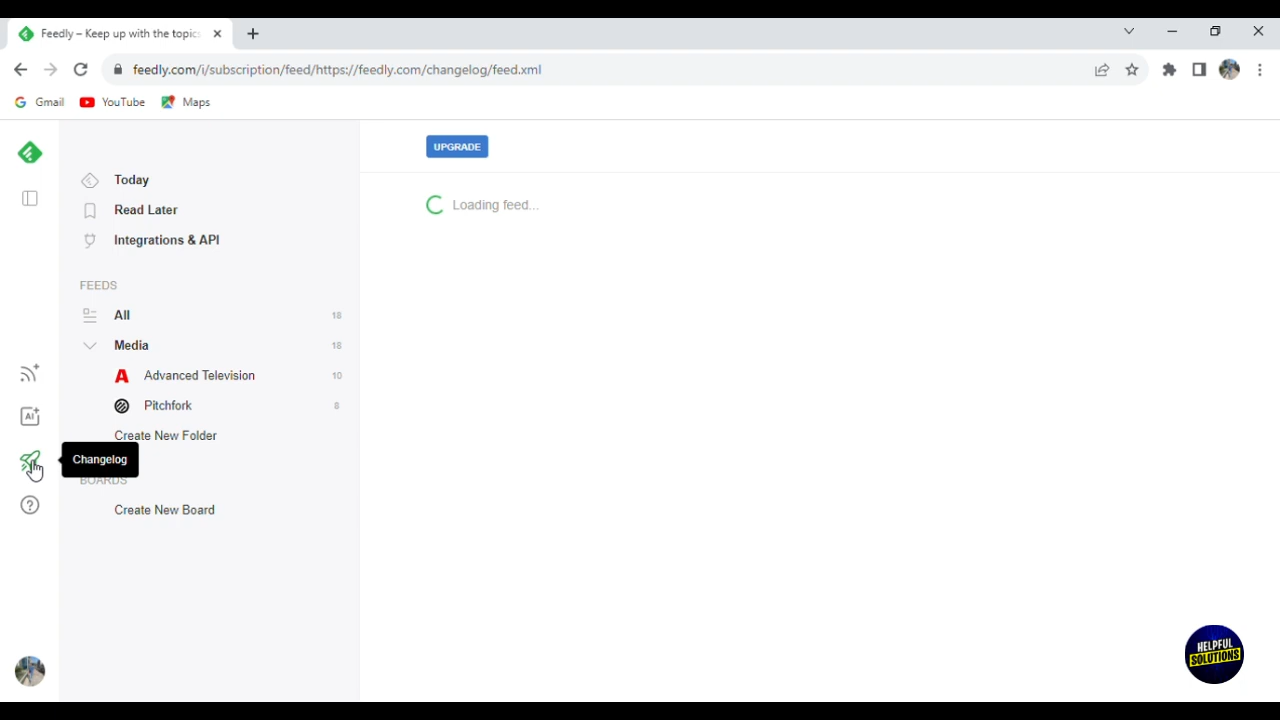 Feedly – Keep up with the topics
feedly.com/i/subscription/feed/https://feedly.com/changelog/feed.xml
Gmail
YouTube
Maps
UPGRADE
Today
Loading feed...
Read Later
Integrations & API
FEEDS
All 18
Media 18
Advanced Television 10
Pitchfork 8
Create New Folder
AI
Changelog
BOARDS
Create New Board
HELPFUL
SOLUTIONS